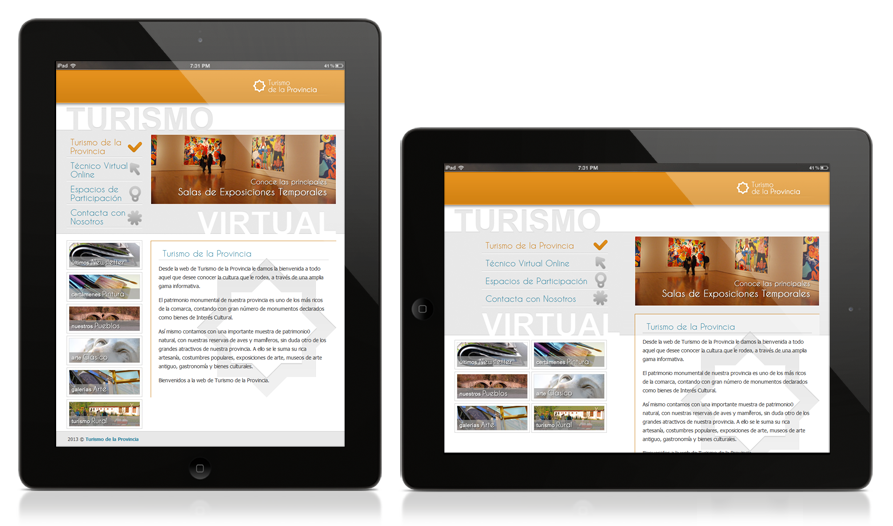 iPad
7:31 PM
41 %
Turismo
de la Provincia
TURISMO
Turismo de la
Provincia
Técnico Virtual
Online
Espacios de
Participación
Contacta con
Nosotros
Conoce las principales
Salas de Exposiciones Temporales
VIRTUAL
últimos NewsLetter
certámenes Pintura
nuestros Pueblos
arte Clásico
galerías Arte
turismo Rural
Turismo de la Provincia
Desde la web de Turismo de la Provincia le damos la bienvenida a todo
aquel que desee conocer la cultura que le rodea, a través de una amplia
gama informativa.
El patrimonio monumental de nuestra provincia es uno de los más ricos
de la comarca, contando con gran número de monumentos declarados
como bienes de Interés Cultural.
Así mismo contamos con una importante muestra de patrimonio
natural, con nuestras reservas de aves y mamíferos, sin duda otro de los
grandes atractivos de nuestra provincia. A ello se le suma su rica
artesanía, costumbres populares, exposiciones de arte, museos de arte
antiguo, gastronomía y bienes culturales.
Bienvenidos a la web de Turismo de la Provincia.
2013 © Turismo de la Provincia
iPad
7:31 PM
41 %
Turismo
de la Provincia
TURISMO
Turismo de la Provincia
Técnico Virtual Online
Espacios de Participación
Contacta con Nosotros
Conoce las principales
Salas de Exposiciones Temporales
VIRTUAL
últimos NewsLetter
certámenes Pintura
nuestros Pueblos
arte Clásico
galerías Arte
turismo Rural
Turismo de la Provincia
Desde la web de Turismo de la Provincia le damos la bienvenida a todo
aquel que desee conocer la cultura que le rodea, a través de una amplia
gama informativa.
El patrimonio monumental de nuestra provincia es uno de los más ricos
de la comarca, contando con gran número de monumentos declarados
como bienes de Interés Cultural.
Así mismo contamos con una importante muestra de patrimonio
natural, con nuestras reservas de aves y mamíferos, sin duda otro de los
grandes atractivos de nuestra provincia. A ello se le suma su rica
artesanía, costumbres populares, exposiciones de arte, museos de arte
antiguo, gastronomía y bienes culturales.